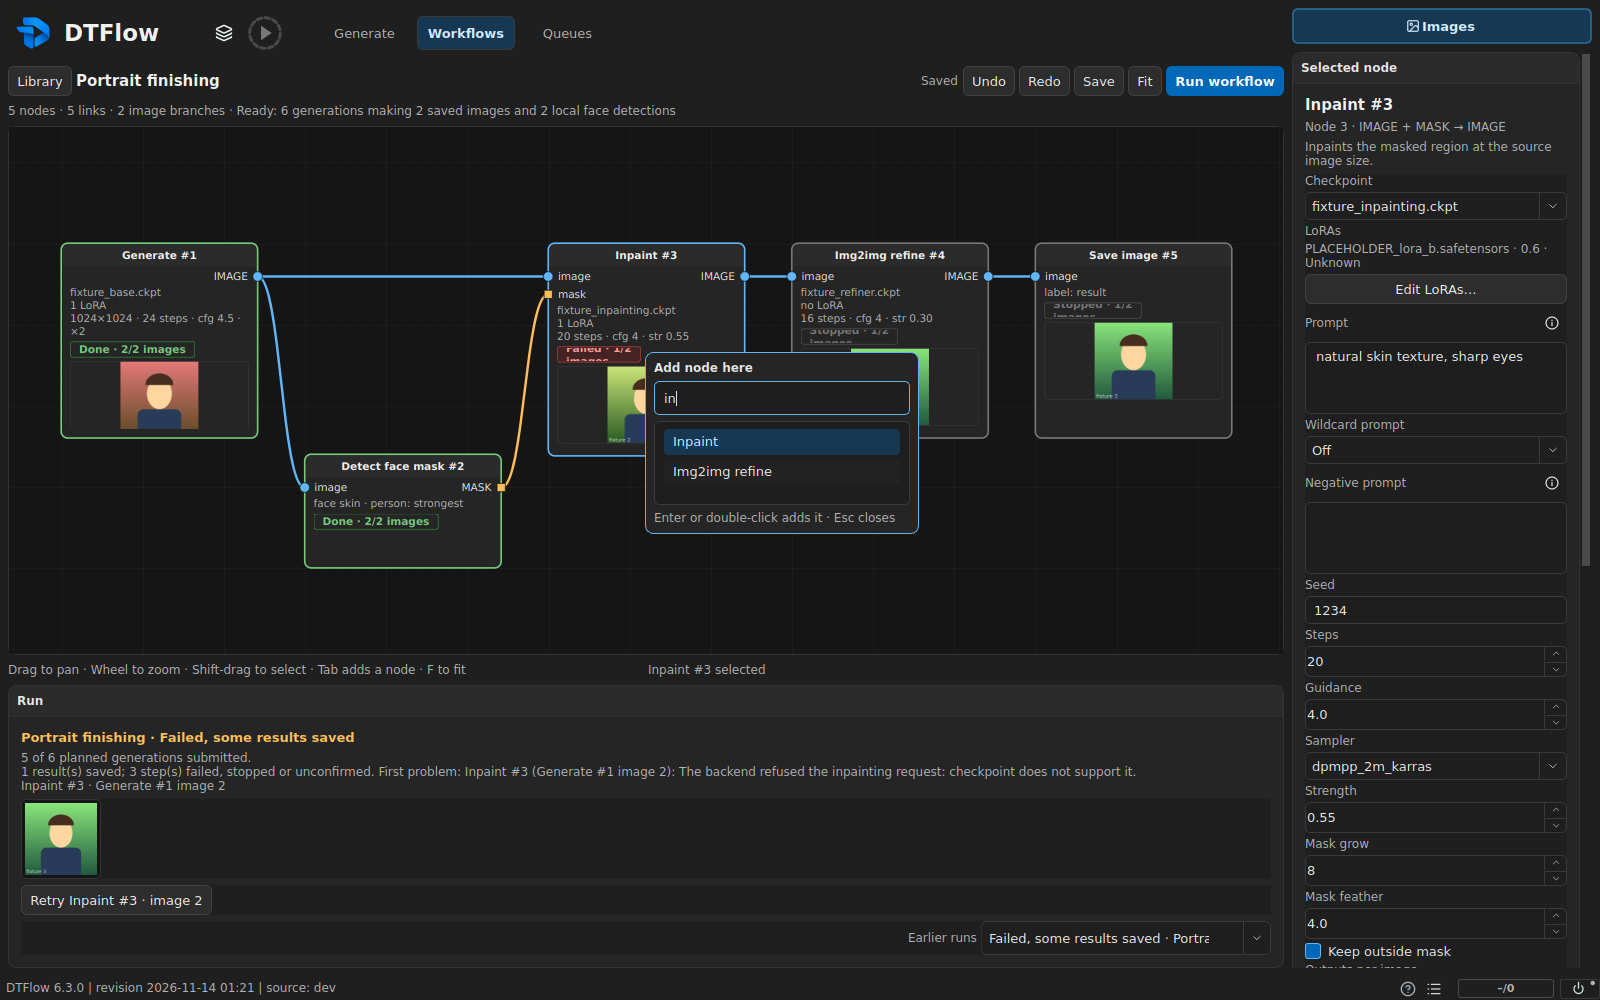 DTFlow
Generate
Workflows
Queues
Images
Library
Portrait finishing
Saved
Undo
Redo
Save
Fit
Run workflow
5 nodes · 5 links · 2 image branches · Ready: 6 generations making 2 saved images and 2 local face detections
Generate #1
IMAGE
fixture_base.ckpt
1 LoRA
1024×1024 · 24 steps · cfg 4.5 ·
×2
Done · 2/2 images
Detect face mask #2
image
MASK
face skin · person: strongest
Done · 2/2 images
Inpaint #3
image
IMAGE
mask
fixture_inpainting.ckpt
1 LoRA
20 steps · cfg 4 · str 0.55
Failed · 1/2
images
fixture 2
Img2img refine #4
image
IMAGE
fixture_refiner.ckpt
no LoRA
16 steps · cfg 4 · str 0.30
Stopped · 1/2
images
Save image #5
image
label: result
Stopped · 1/2
images
fixture 3
Add node here
in
Inpaint
Img2img refine
Enter or double-click adds it · Esc closes
Drag to pan · Wheel to zoom · Shift-drag to select · Tab adds a node · F to fit
Inpaint #3 selected
Run
Portrait finishing · Failed, some results saved
5 of 6 planned generations submitted.
1 result(s) saved; 3 step(s) failed, stopped or unconfirmed. First problem: Inpaint #3 (Generate #1 image 2): The backend refused the inpainting request: checkpoint does not support it.
Inpaint #3 · Generate #1 image 2
fixture 3
Retry Inpaint #3 · image 2
Earlier runs
Failed, some results saved · Portra
Selected node
Inpaint #3
Node 3 · IMAGE + MASK → IMAGE
Inpaints the masked region at the source
image size.
Checkpoint
fixture_inpainting.ckpt
LoRAs
PLACEHOLDER_lora_b.safetensors · 0.6 ·
Unknown
Edit LoRAs...
Prompt
natural skin texture, sharp eyes
Wildcard prompt
Off
Negative prompt
Seed
1234
Steps
20
Guidance
4.0
Sampler
dpmpp_2m_karras
Strength
0.55
Mask grow
8
Mask feather
4.0
Keep outside mask
Outputs per image
DTFlow 6.3.0 | revision 2026-11-14 01:21 | source: dev
-/0